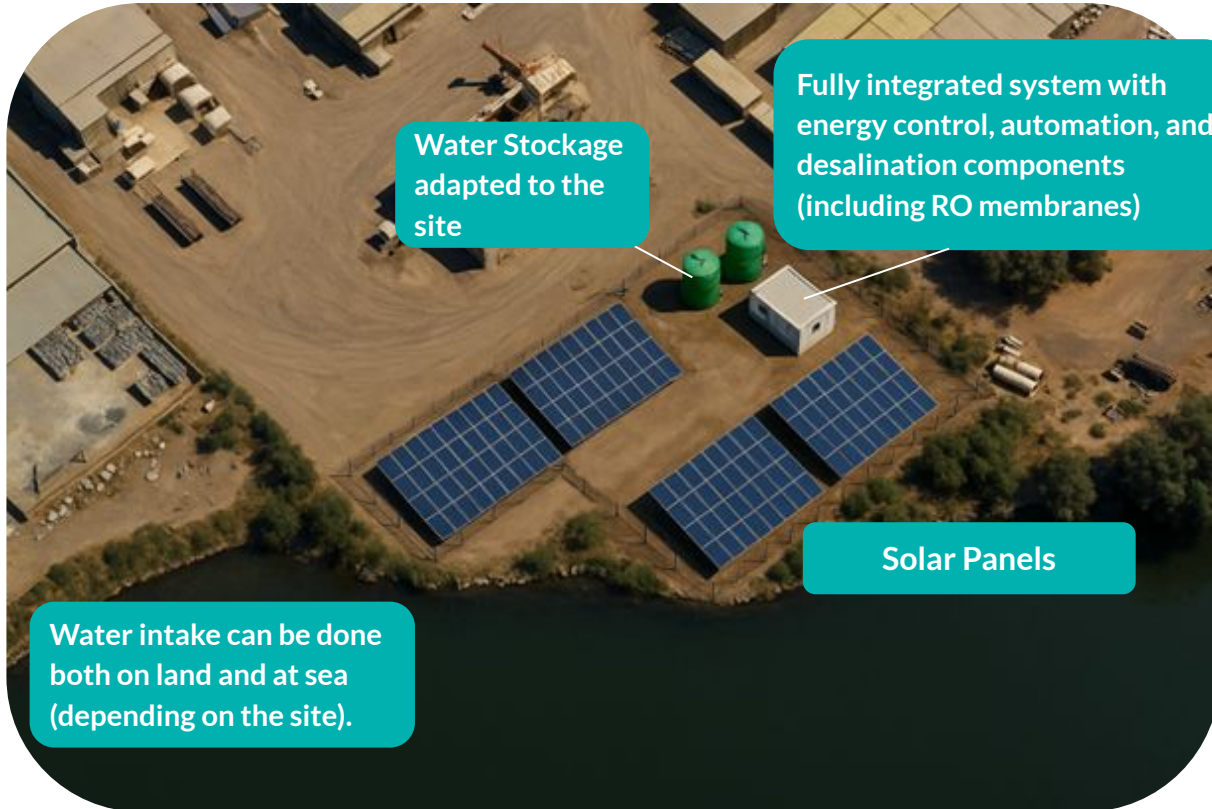 Fully integrated system with
energy control, automation, and
desalination components
(including RO membranes)
Water Stockage
adapted to the
site
Solar Panels
Water intake can be done
both on land and at sea
(depending on the site).